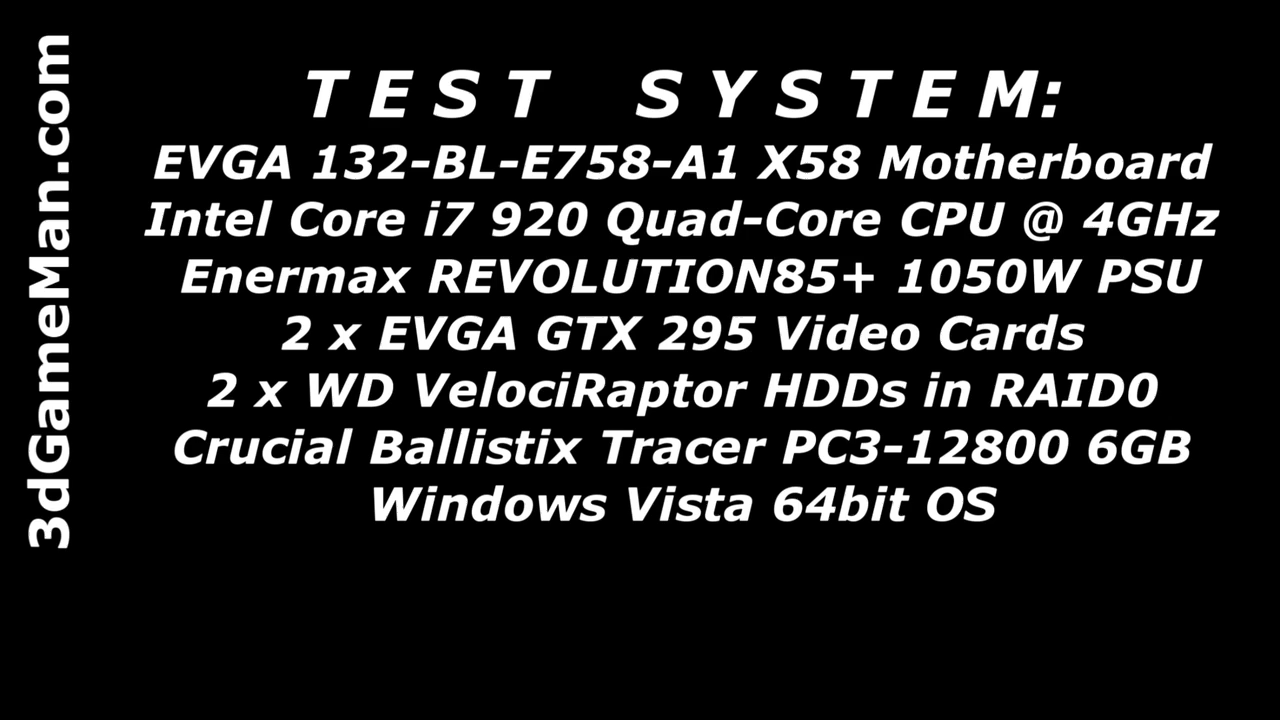 3dGameMan.com
TEST SYSTEM:
EVGA 132-BL-E758-A1 X58 Motherboard
Intel Core i7 920 Quad-Core CPU @ 4GHz
Enermax REVOLUTION85+ 1050W PSU
2 x EVGA GTX 295 Video Cards
2 x WD VelociRaptor HDDs in RAID0
Crucial Ballistix Tracer PC3-12800 6GB
Windows Vista 64bit OS